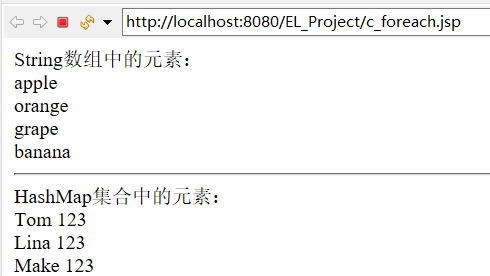 http://localhost:8080/EL_Project/c_foreach.jsp
String数组中的元素：
apple
orange
grape
banana
HashMap集合中的元素：
Tom 123
Lina 123
Make 123